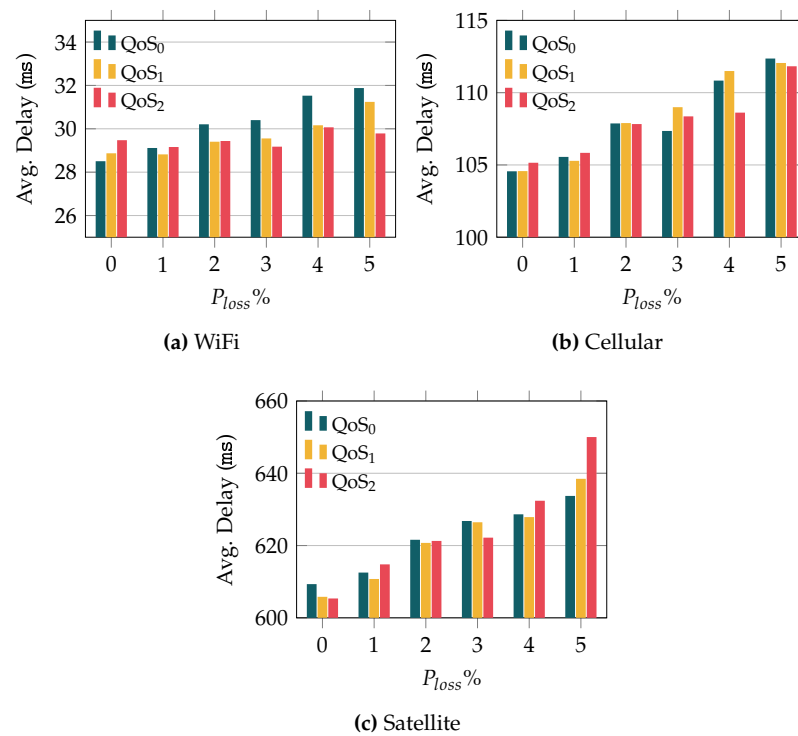 34
32
30
28
26
Avg. Delay (ms)
QoS0
QoS1
QoS2
0 1 2 3 4 5
Ploss%
(a) WiFi
115
110
105
100
Avg. Delay (ms)
QoS0
QoS1
QoS2
0 1 2 3 4 5
Ploss%
(b) Cellular
660
640
620
600
Avg. Delay (ms)
QoS0
QoS1
QoS2
0 1 2 3 4 5
Ploss%
(c) Satellite